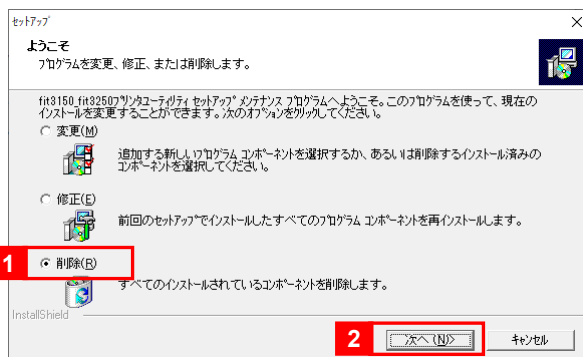 セットアップ
ようこそ
プログラムを変更、修正、または削除します。
fit3150_fit3250プリンタユーティリティ セットアップ メンテナンス プログラムへようこそ。このプログラムを使って、現在の
インストールを変更することができます。次のオプションをクリックしてください。
変更(M)
追加する新しいプログラム コンポーネントを選択するか、あるいは削除するインストール済みの
コンポーネントを選択してください。
修正(E)
前回のセットアップでインストールしたすべてのプログラム コンポーネントを再インストールします。
1
削除(R)
すべてのインストールされているコンポーネントを削除します。
InstallShield
2
次へ(N)>
キャンセル